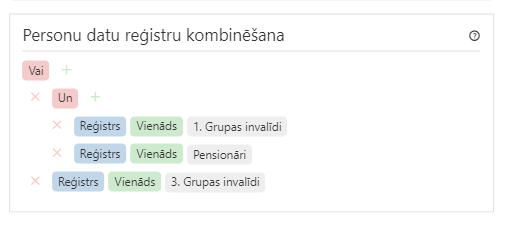 Personu datu reģistru kombinēšana
Vai +
× Un +
× Reģistrs Vienāds 1. Grupas invalīdi
× Reģistrs Vienāds Pensionāri
× Reģistrs Vienāds 3. Grupas invalīdi